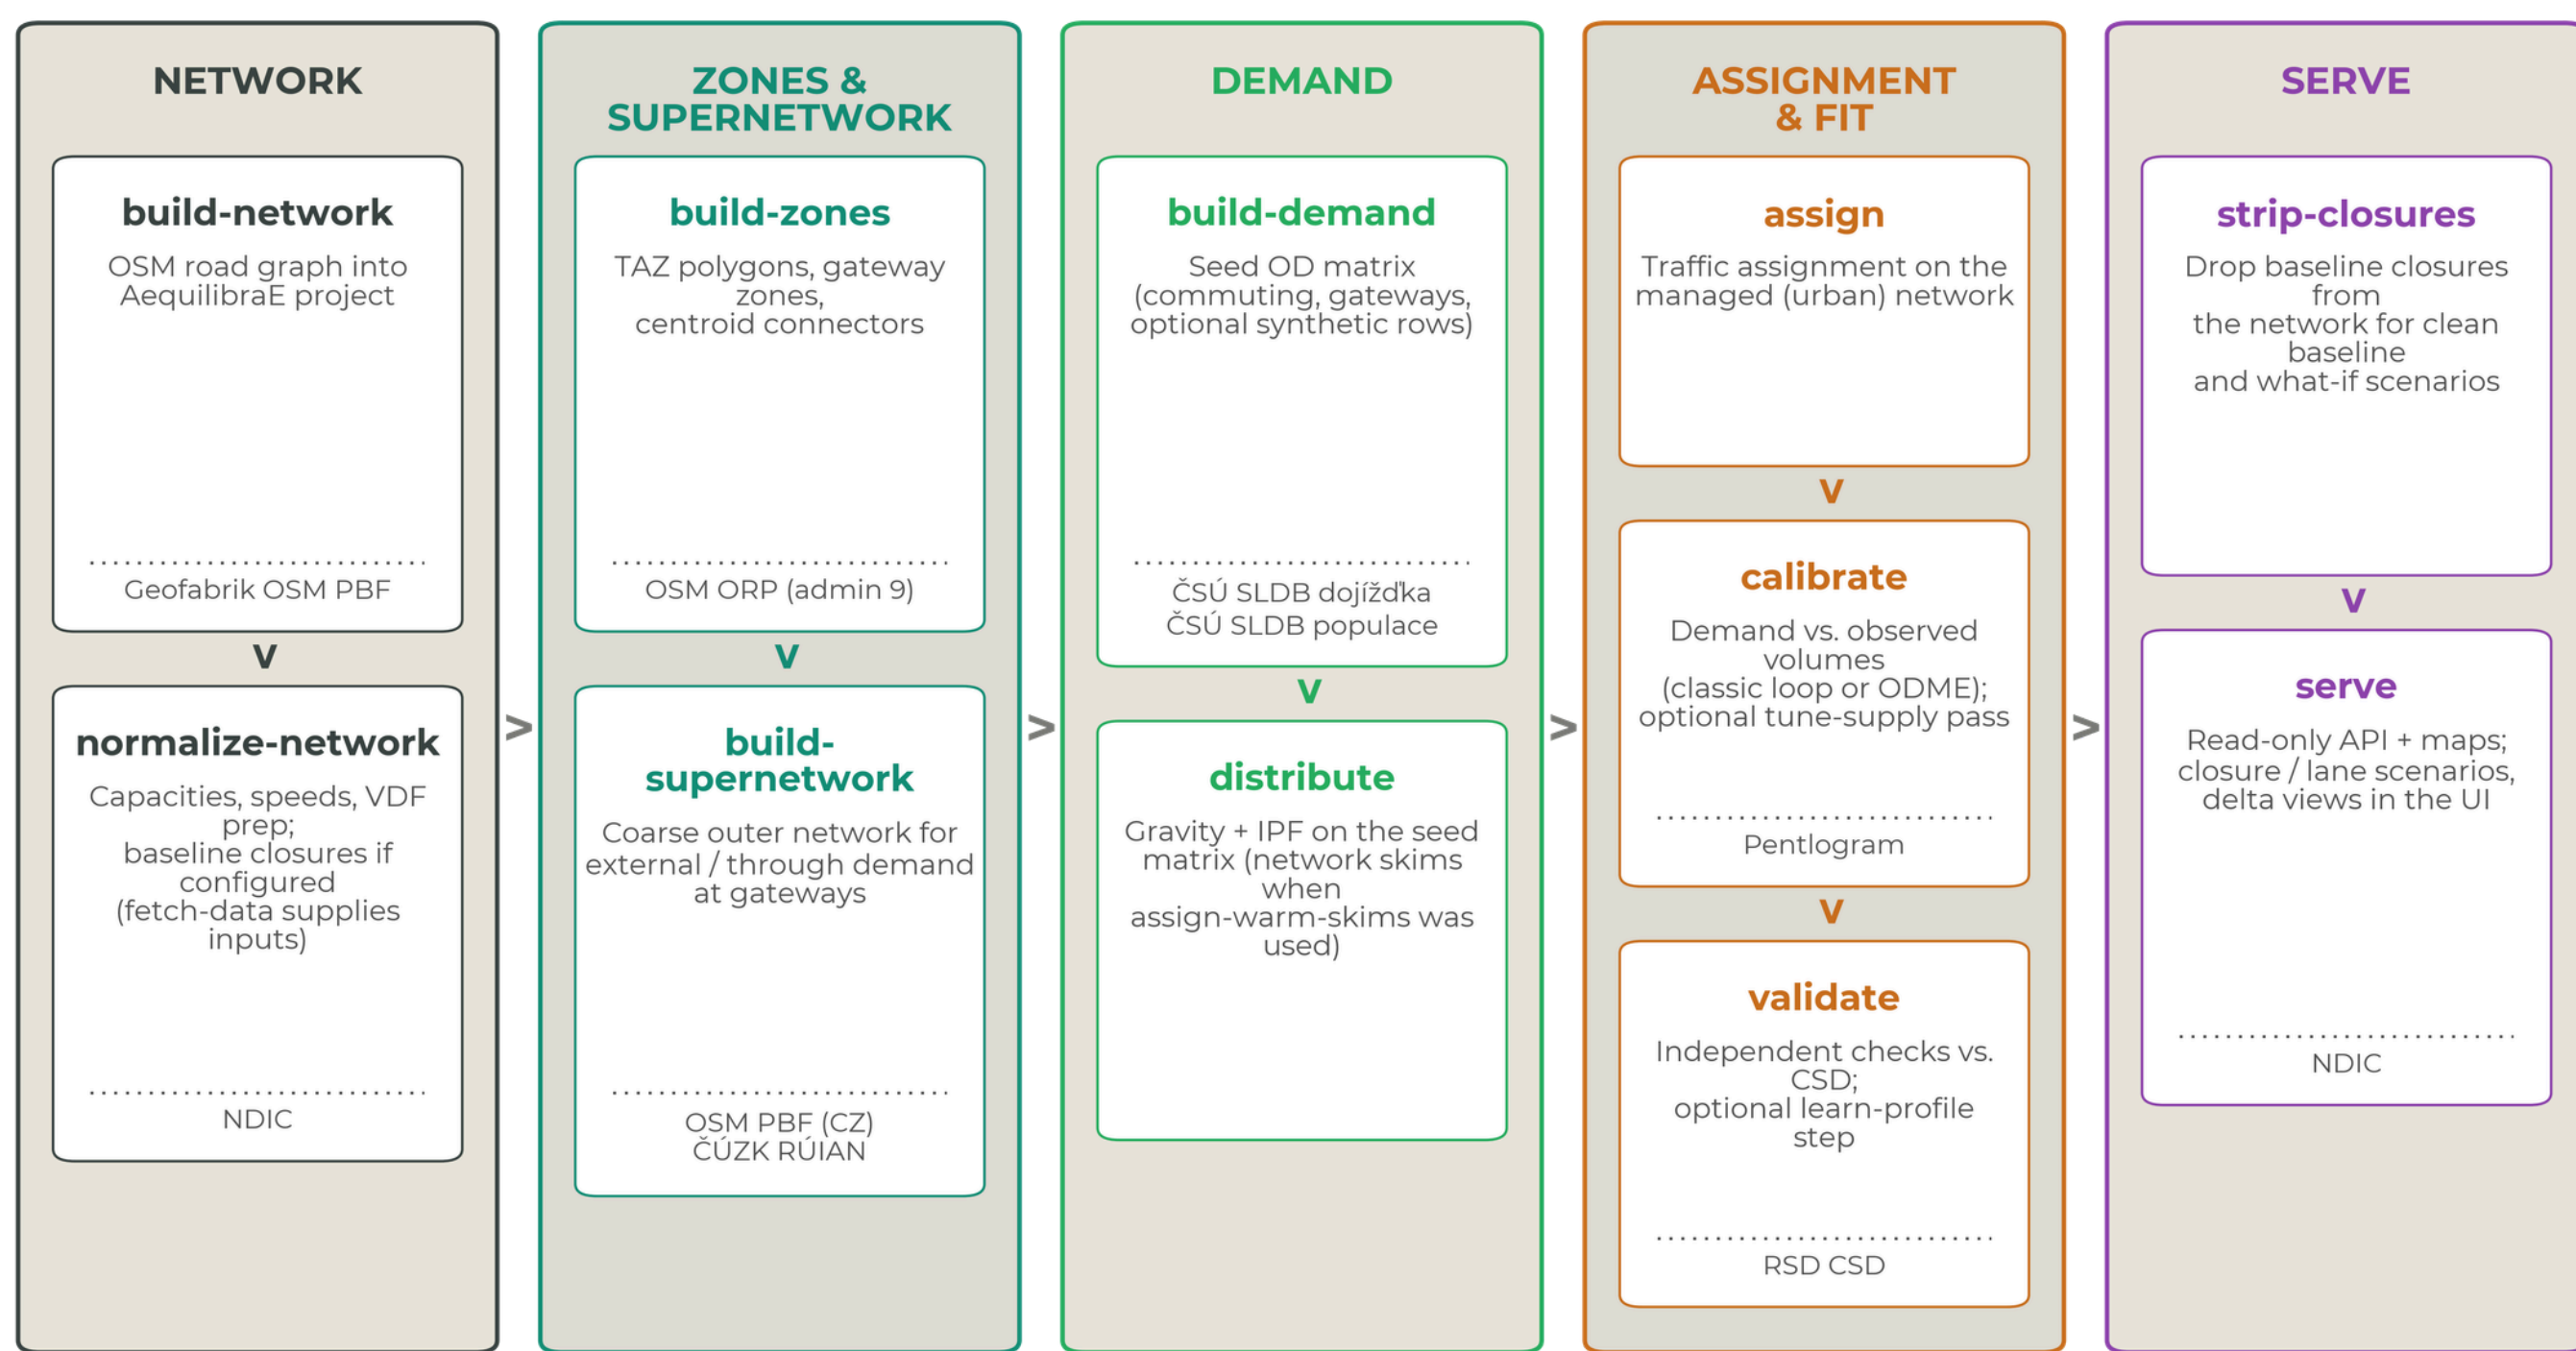 NETWORK
build-network
OSM road graph into
AequilibraE project
Geofabrik OSM PBF
v
normalize-network
Capacities, speeds, VDF
prep;
baseline closures if
configured
(fetch-data supplies
inputs)
NDIC
>
ZONES &
SUPERNETWORK
build-zones
TAZ polygons, gateway
zones,
centroid connectors
OSM ORP (admin 9)
v
build-
supernetwork
Coarse outer network for
external / through demand
at gateways
OSM PBF (CZ)
ČÚZK RÚIAN
>
DEMAND
build-demand
Seed OD matrix
(commuting, gateways,
optional synthetic rows)
ČSÚ SLDB dojížďka
ČSÚ SLDB populace
v
distribute
Gravity + IPF on the seed
matrix (network skims
when
assign-warm-skims was
used)
>
ASSIGNMENT
& FIT
assign
Traffic assignment on the
managed (urban) network
v
calibrate
Demand vs. observed
volumes
(classic loop or ODME);
optional tune-supply pass
Pentlogram
v
validate
Independent checks vs.
CSD;
optional learn-profile
step
RSD CSD
>
SERVE
strip-closures
Drop baseline closures
from
the network for clean
baseline
and what-if scenarios
v
serve
Read-only API + maps;
closure / lane scenarios,
delta views in the UI
NDIC